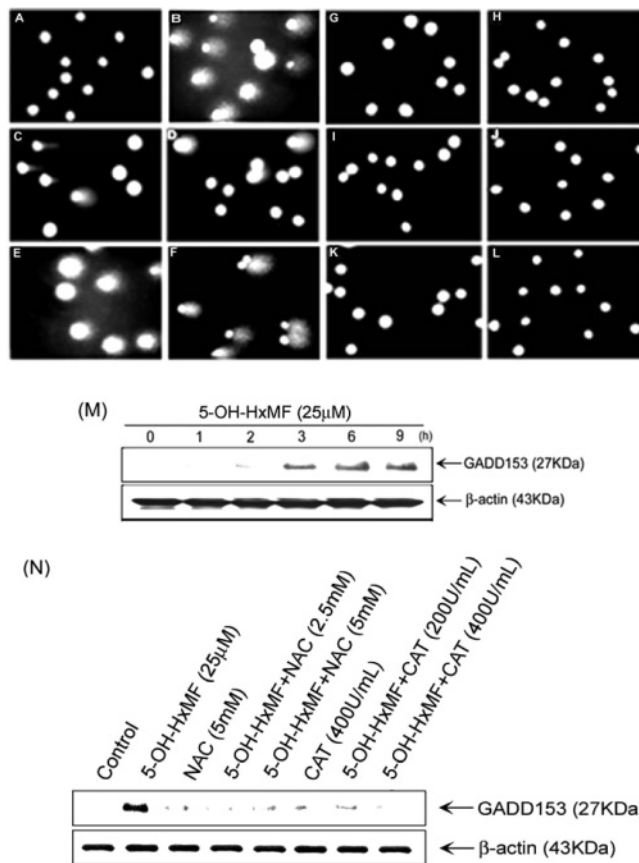 A
B
G
H
C
D
I
J
E
F
K
L
(M)
5-OH-HxMF (25μM)
0 1 2 3 6 9 (h)
GADD153 (27KDa)
β-actin (43KDa)
(N)
Control
5-OH-HxMF (25μM)
NAC (5mM)
5-OH-HxMF+NAC (2.5mM)
5-OH-HxMF+NAC (5mM)
CAT (400U/mL)
5-OH-HxMF+CAT (200U/mL)
5-OH-HxMF+CAT (400U/mL)
GADD153 (27KDa
β-actin (43KDa)